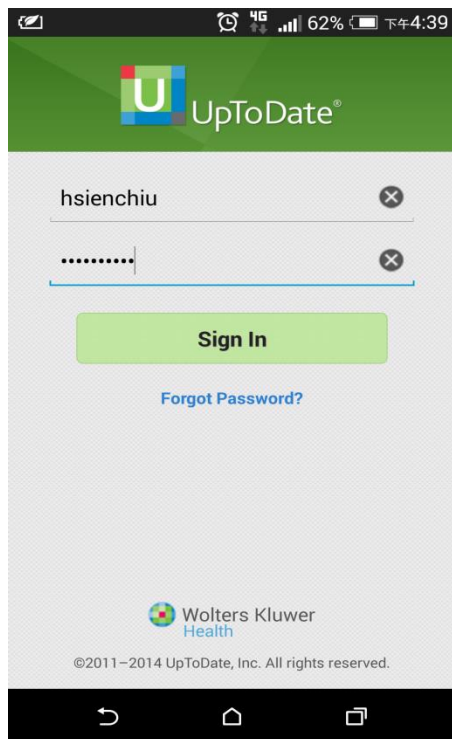 4G 62% 下午4:39
U UpToDate®
hsienchiu
••••••••••
Sign In
Forgot Password?
Wolters Kluwer
Health
©2011–2014 UpToDate, Inc. All rights reserved.